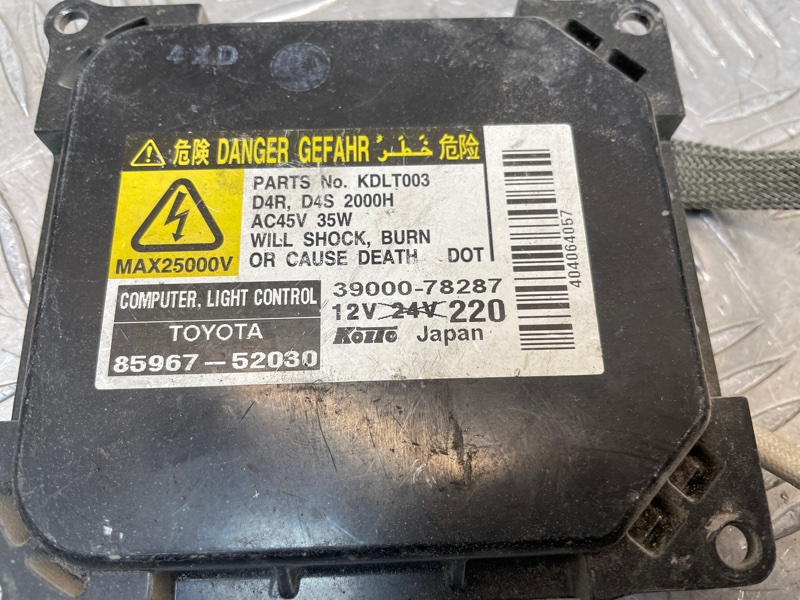 4XD
危険 DANGER GEFAHR خَطَرْ 危险
PARTS No. KDLT003
D4R, D4S 2000H
AC45V 35W
WILL SHOCK, BURN
OR CAUSE DEATH DOT
MAX25000V
COMPUTER, LIGHT CONTROL
TOYOTA
85967-52030
39000-78287
12V 24V 220
KOITO Japan
404064057